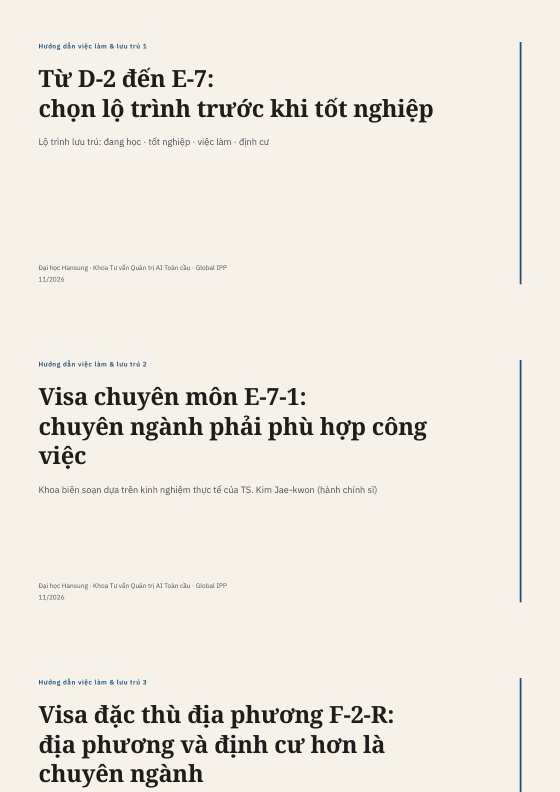 Hướng dẫn việc làm & lưu trú 1
Từ D-2 đến E-7:
chọn lộ trình trước khi tốt nghiệp
Lộ trình lưu trú: đang học · tốt nghiệp · việc làm · định cư
Đại học Hansung · Khoa Tư vấn Quản trị AI Toàn cầu · Global IPP
11/2026
Hướng dẫn việc làm & lưu trú 2
Visa chuyên môn E-7-1:
chuyên ngành phải phù hợp công
việc
Khoa biên soạn dựa trên kinh nghiệm thực tế của TS. Kim Jae-kwon (hành chính sĩ)
Đại học Hansung · Khoa Tư vấn Quản trị AI Toàn cầu · Global IPP
11/2026
Hướng dẫn việc làm & lưu trú 3
Visa đặc thù địa phương F-2-R:
địa phương và định cư hơn là
chuyên ngành